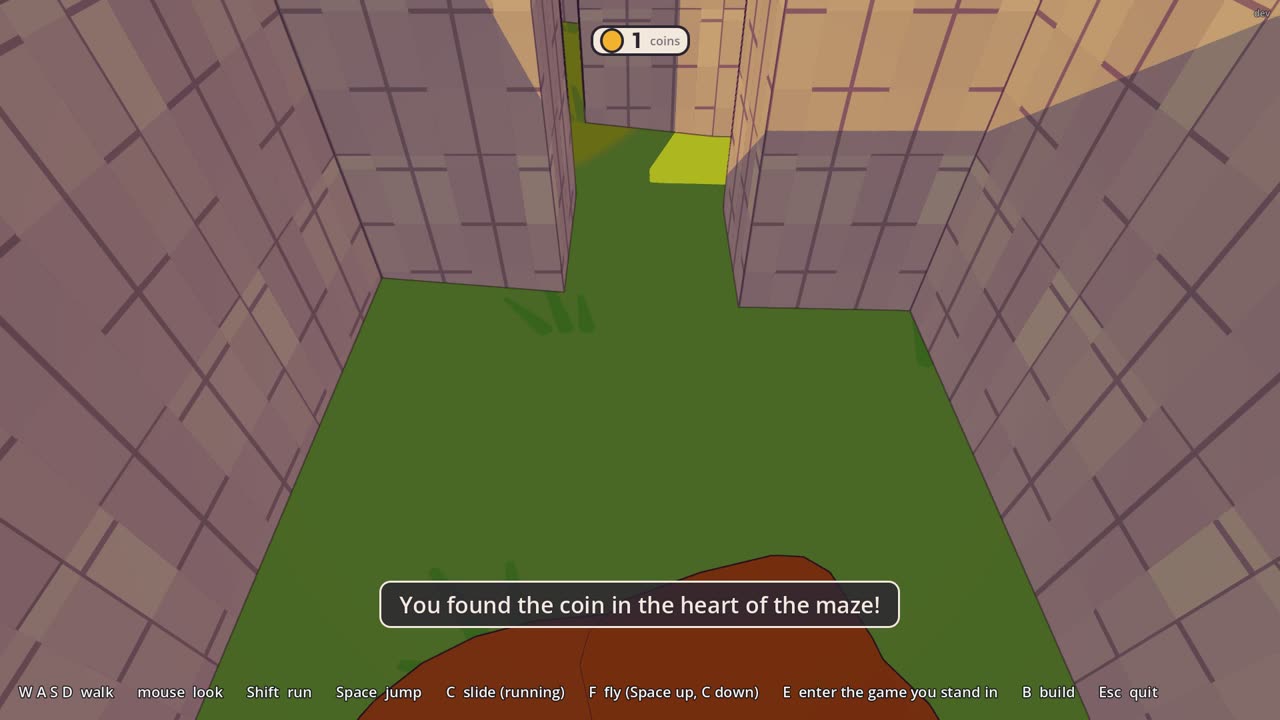 dev
1 coins
You found the coin in the heart of the maze!
W A S D walk mouse look Shift run Space jump C slide (running) F fly (Space up, C down) E enter the game you stand in B build Esc quit